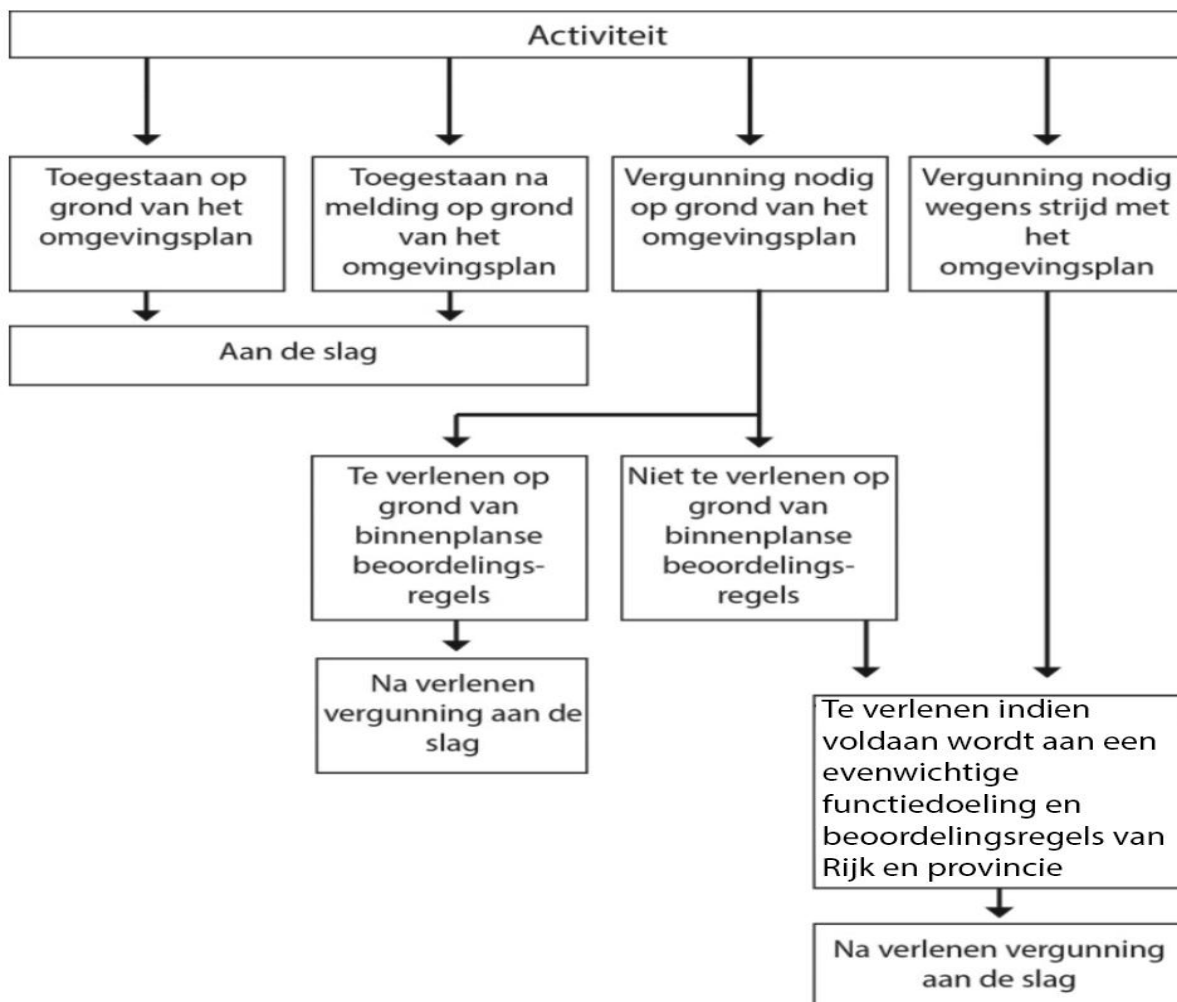 Activiteit
Toegestaan op
grond van het
omgevingsplan
Toegestaan na
melding op grond
van het
omgevingsplan
Vergunning nodig
op grond van het
omgevingsplan
Vergunning nodig
wegens strijd met
het
omgevingsplan
Aan de slag
Te verlenen op
grond van
binnenplanse
beoordelings-
regels
Niet te verlenen op
grond van
binnenplanse
beoordelings-
regels
Na verlenen
vergunning aan de
slag
Te verlenen indien
voldaan wordt aan een
evenwichtige
functiedoeling en
beoordelingsregels van
Rijk en provincie
Na verlenen vergunning
aan de slag